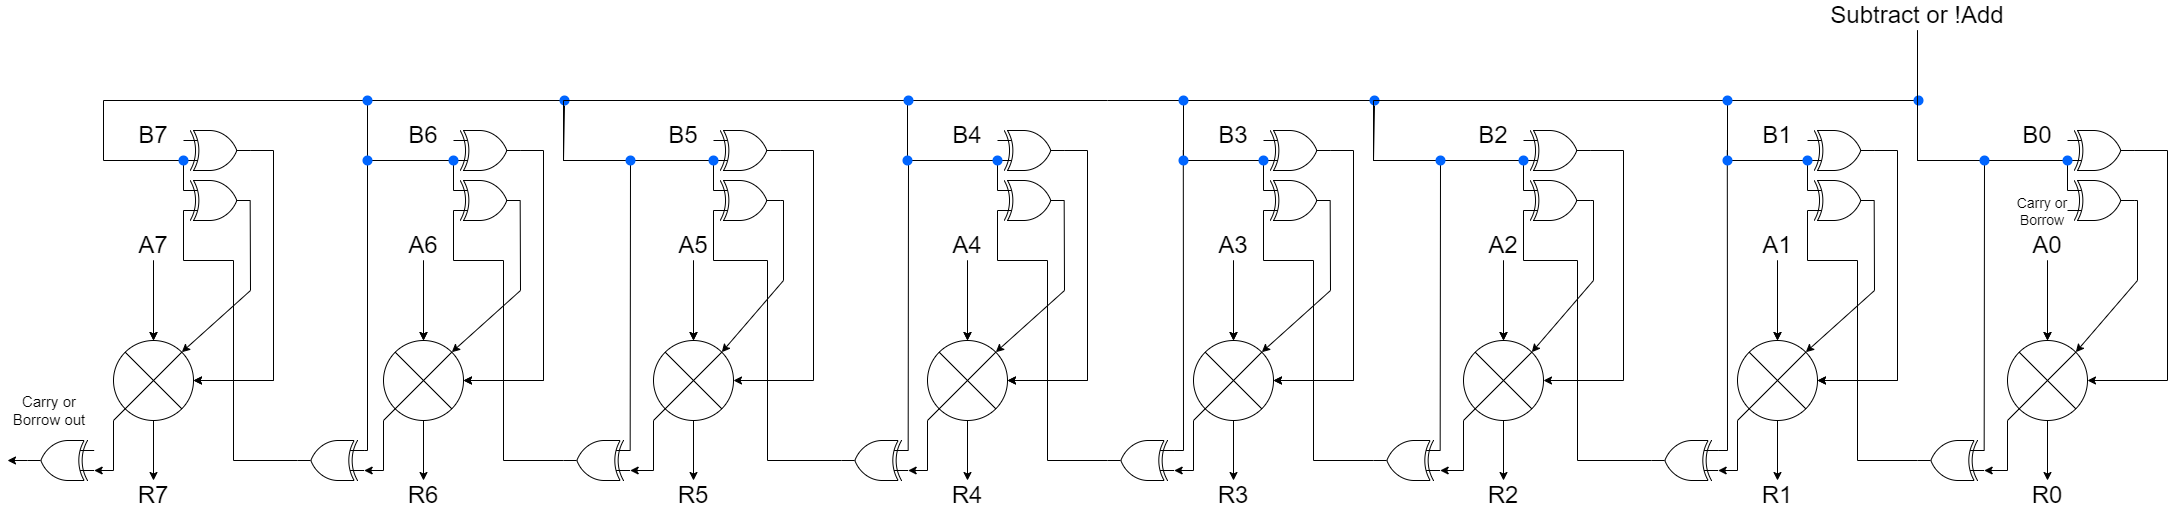 Subtract or !Add
B7
B6
B5
B4
B3
B2
B1
B0
Carry or
Borrow
A7
A6
A5
A4
A3
A2
A1
A0
Carry or
Borrow out
R7
R6
R5
R4
R3
R2
R1
R0